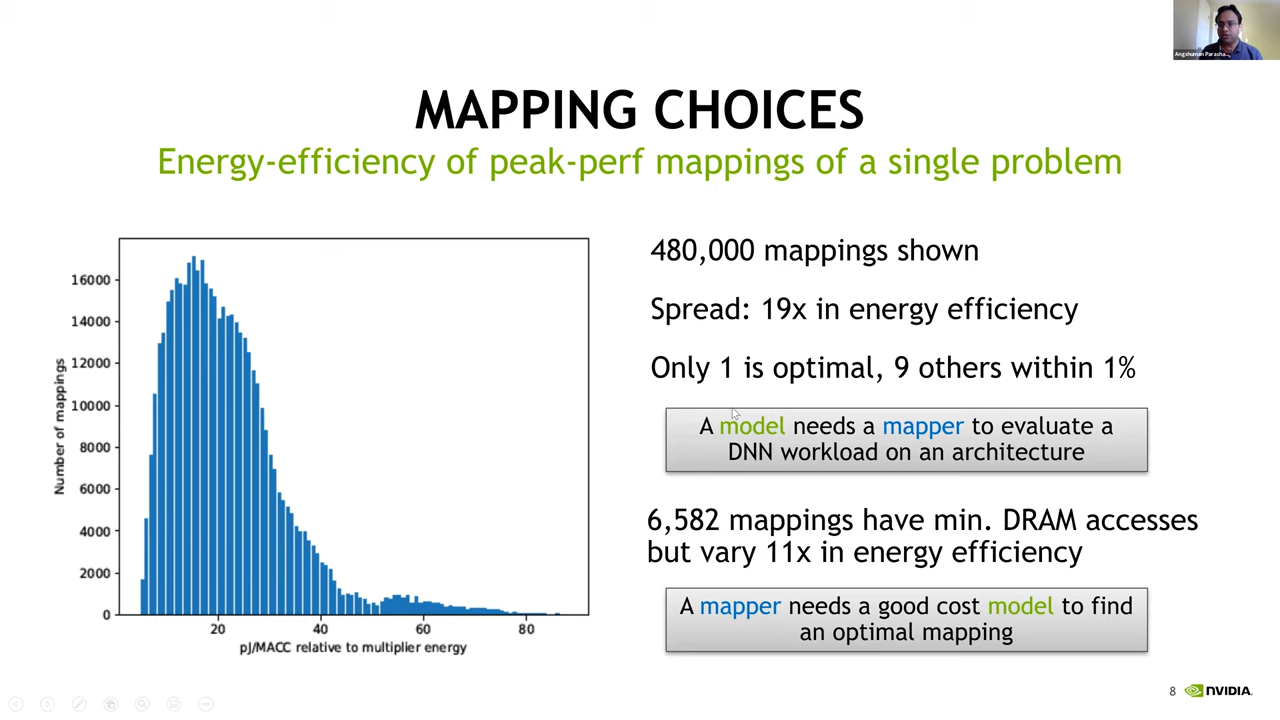 Angshuman Parasha...
MAPPING CHOICES
Energy-efficiency of peak-perf mappings of a single problem
Number of mappings
16000
14000
12000
10000
8000
6000
4000
2000
0
20
40
60
80
pJ/MACC relative to multiplier energy
480,000 mappings shown
Spread: 19x in energy efficiency
Only 1 is optimal, 9 others within 1%
A model needs a mapper to evaluate a
DNN workload on an architecture
6,582 mappings have min. DRAM accesses
but vary 11x in energy efficiency
A mapper needs a good cost model to find
an optimal mapping
8
NVIDIA.